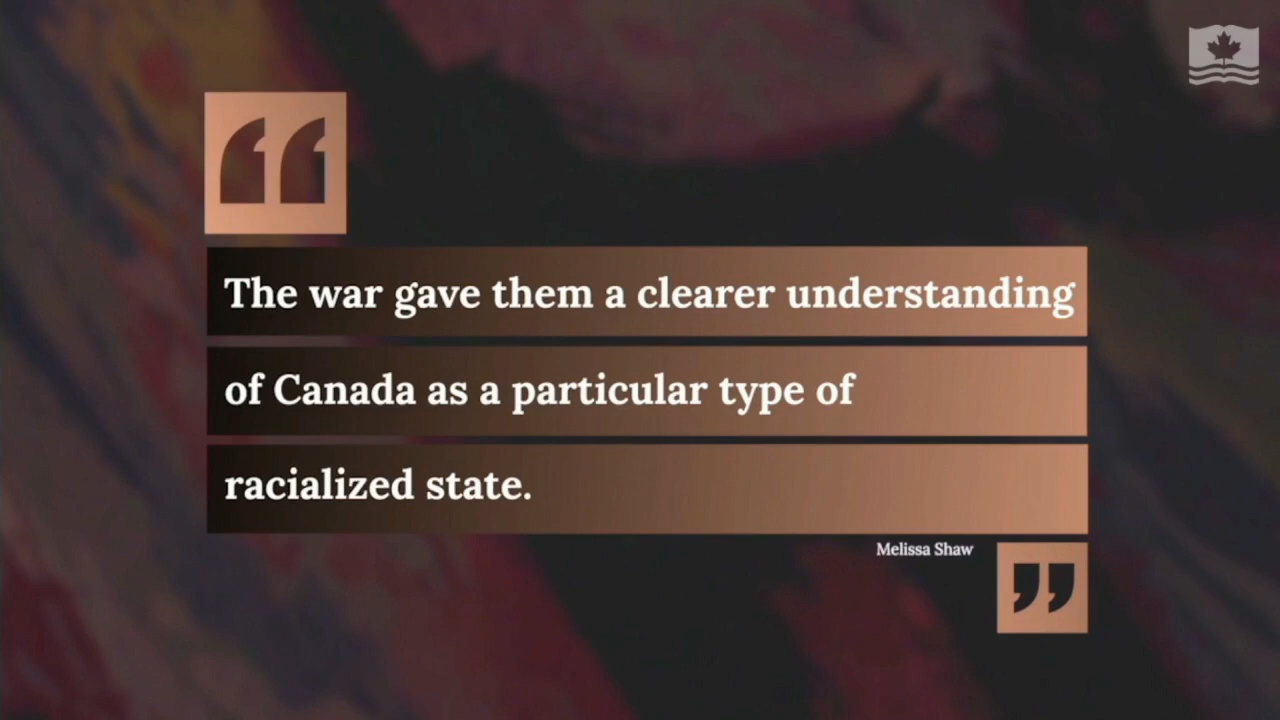 The war gave them a clearer understanding
of Canada as a particular type of
racialized state.
Melissa Shaw